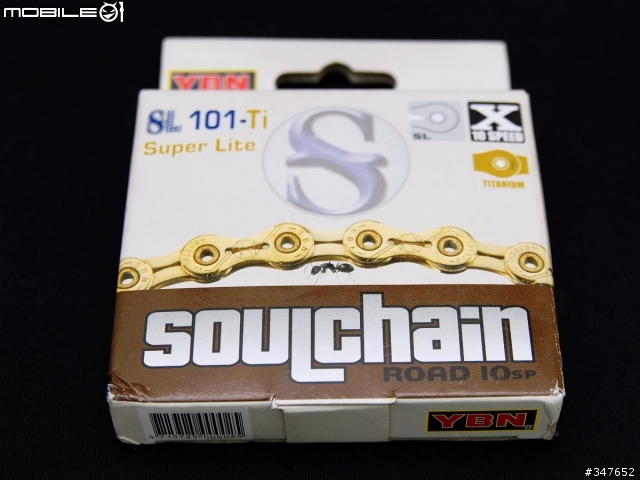 MOBILE01
YBN
SL 101-Ti
Super Lite
S
SL
X
10 SPEED
TITANIUM
SOULChain
ROAD 10SP
YBN
#347652